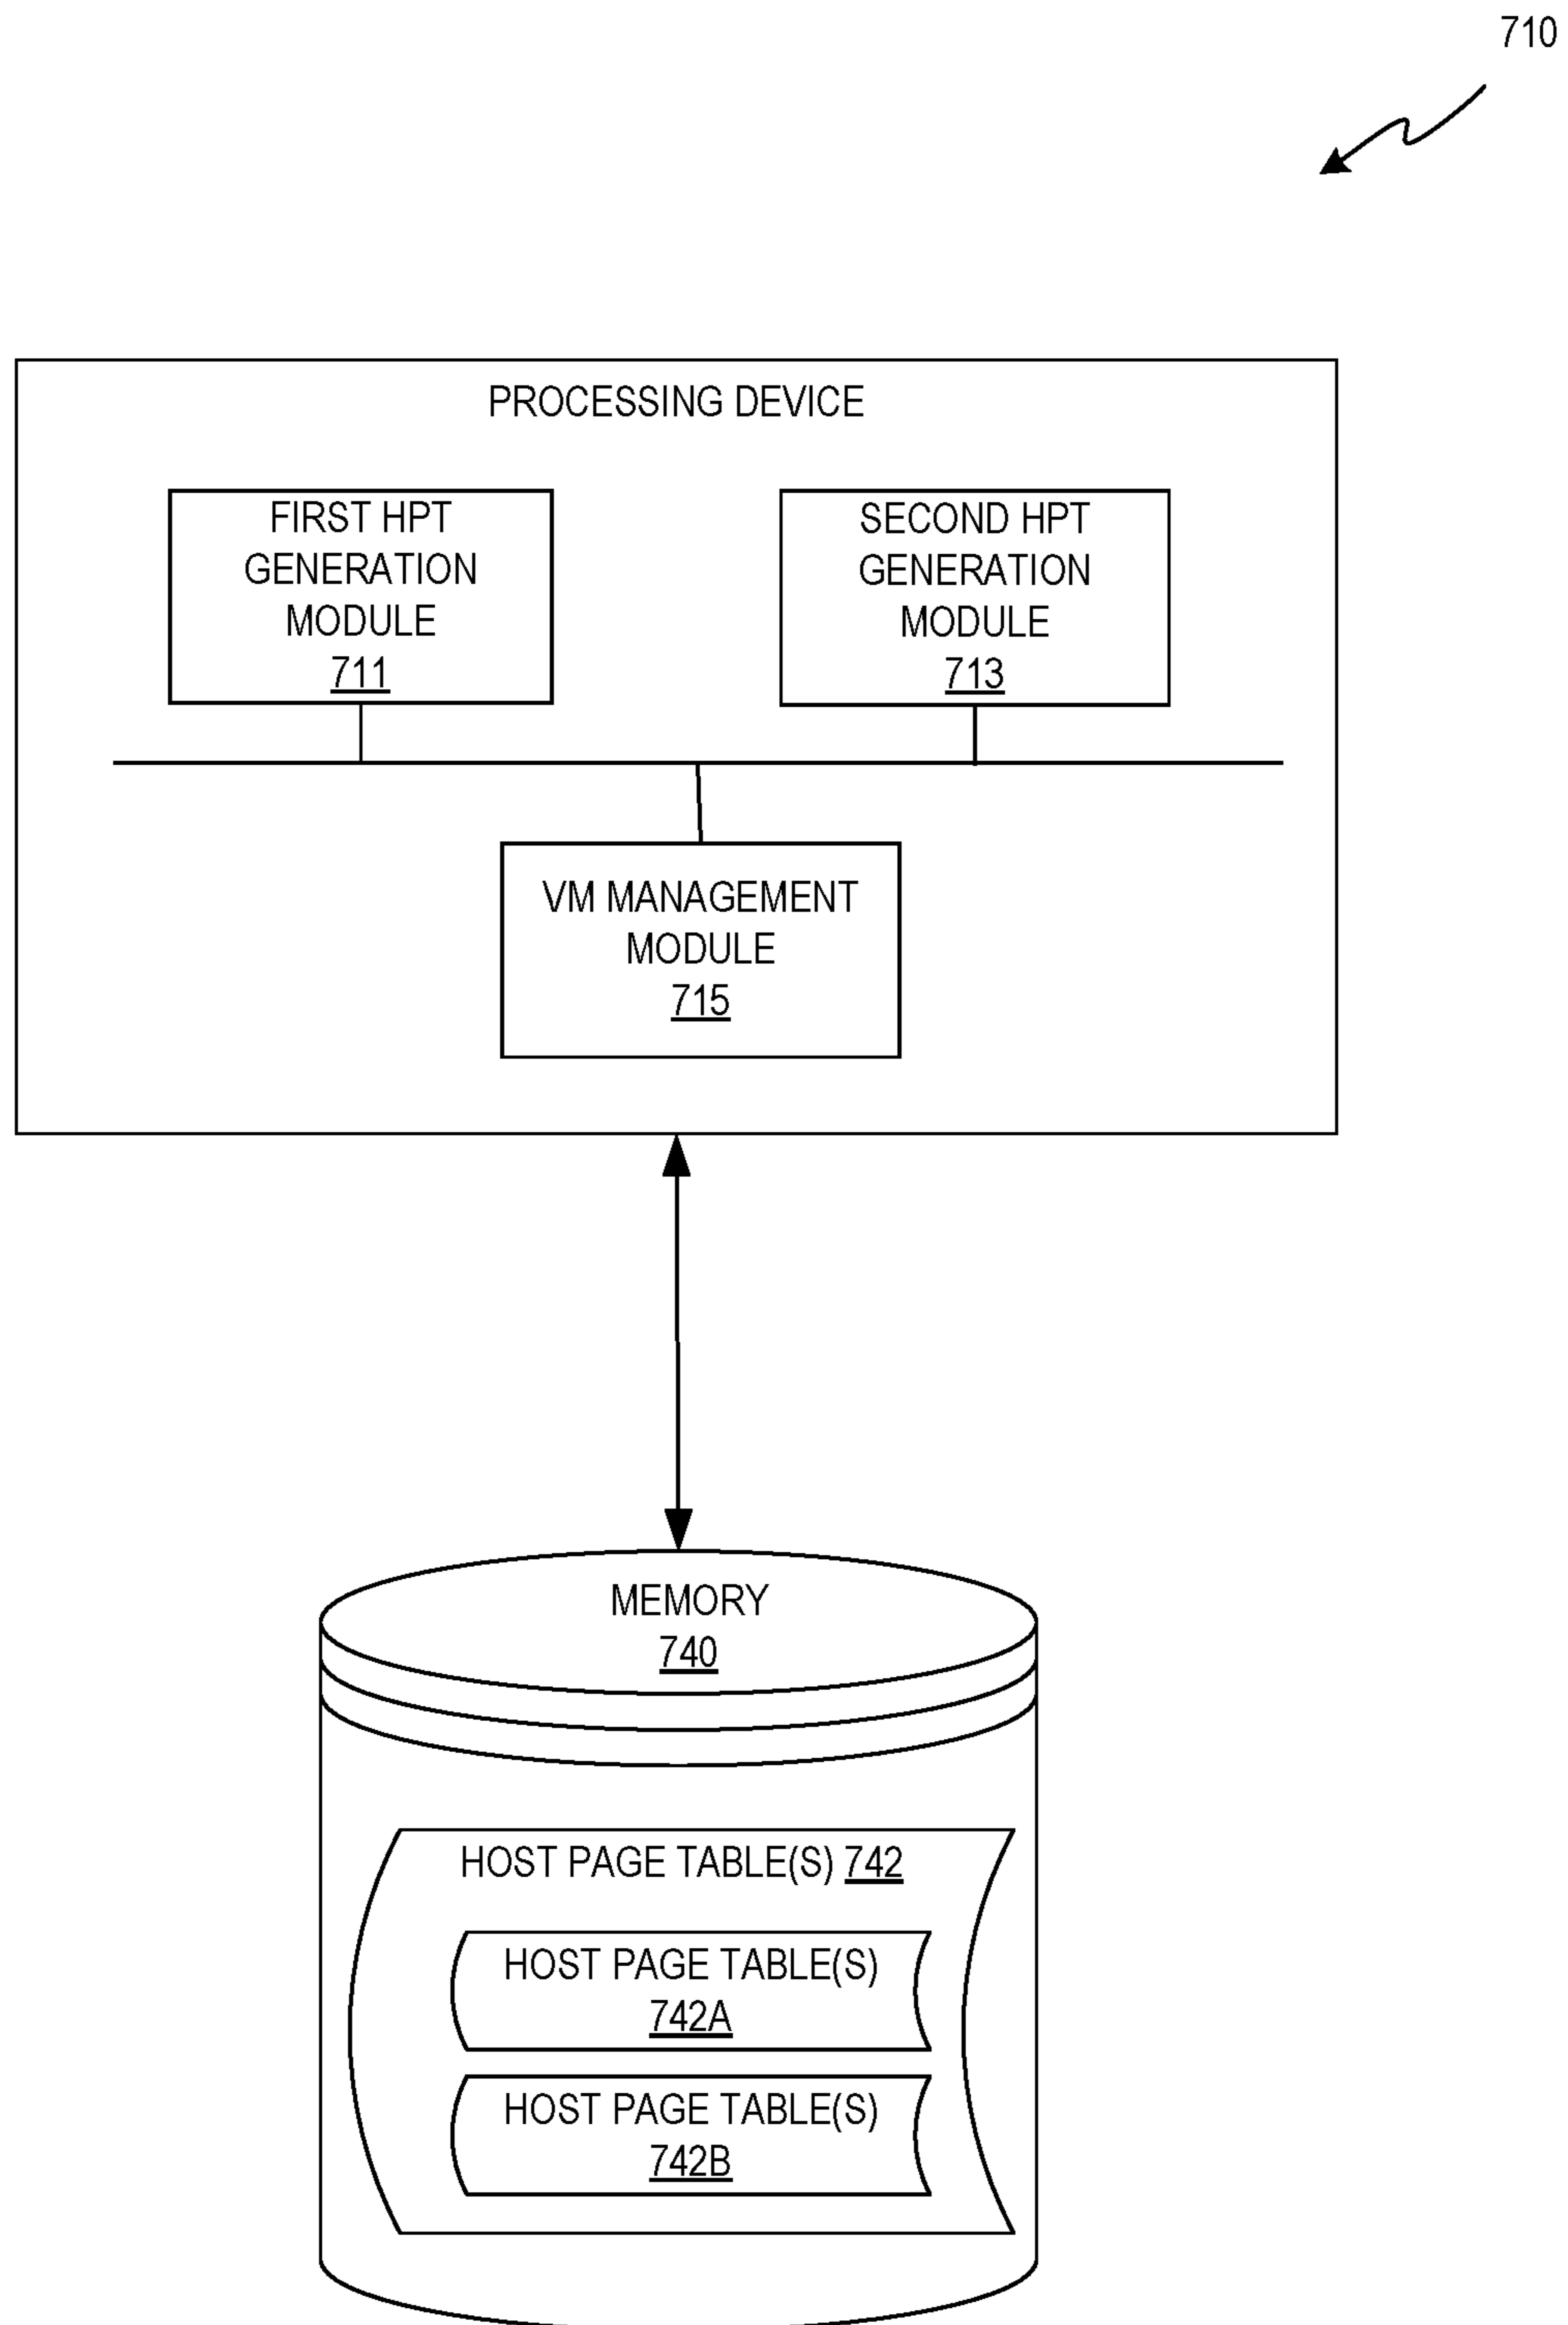 710
PROCESSING DEVICE
FIRST HPT
GENERATION
MODULE
711
SECOND HPT
GENERATION
MODULE
713
VM MANAGEMENT
MODULE
715
MEMORY
740
HOST PAGE TABLE(S) 742
HOST PAGE TABLE(S)
742A
HOST PAGE TABLE(S)
742B